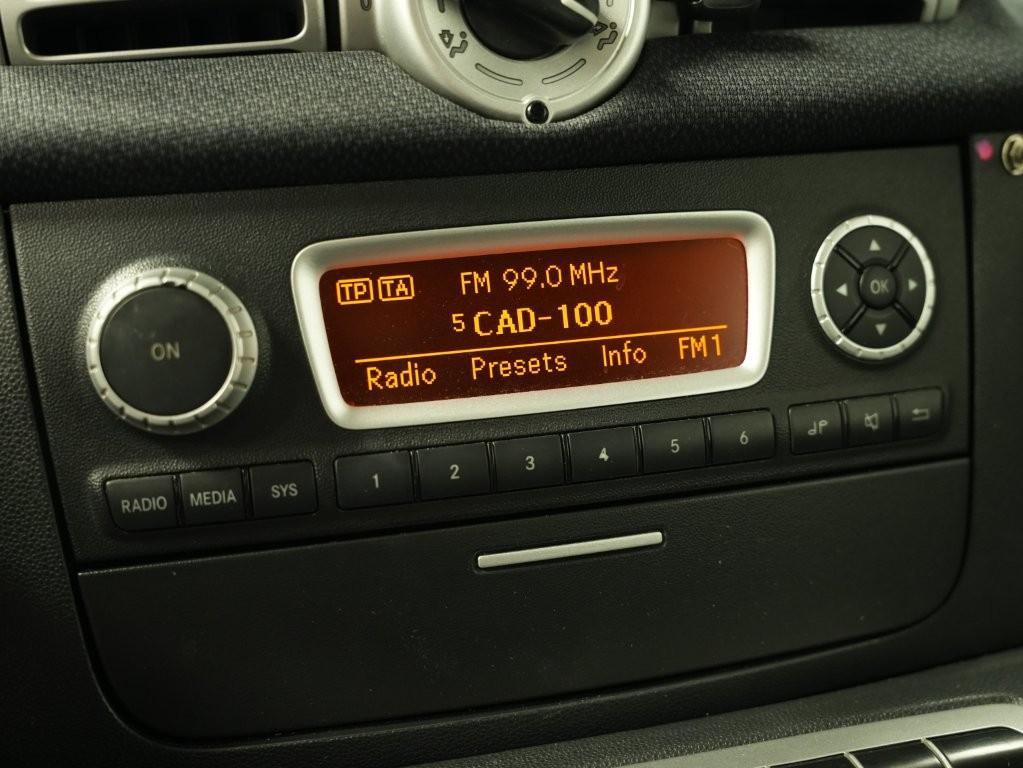 TP TA FM 99.0 MHz
5 CAD-100
Radio Presets Info FM1
ON
OK
1 2 3 4 5 6
RADIO MEDIA SYS